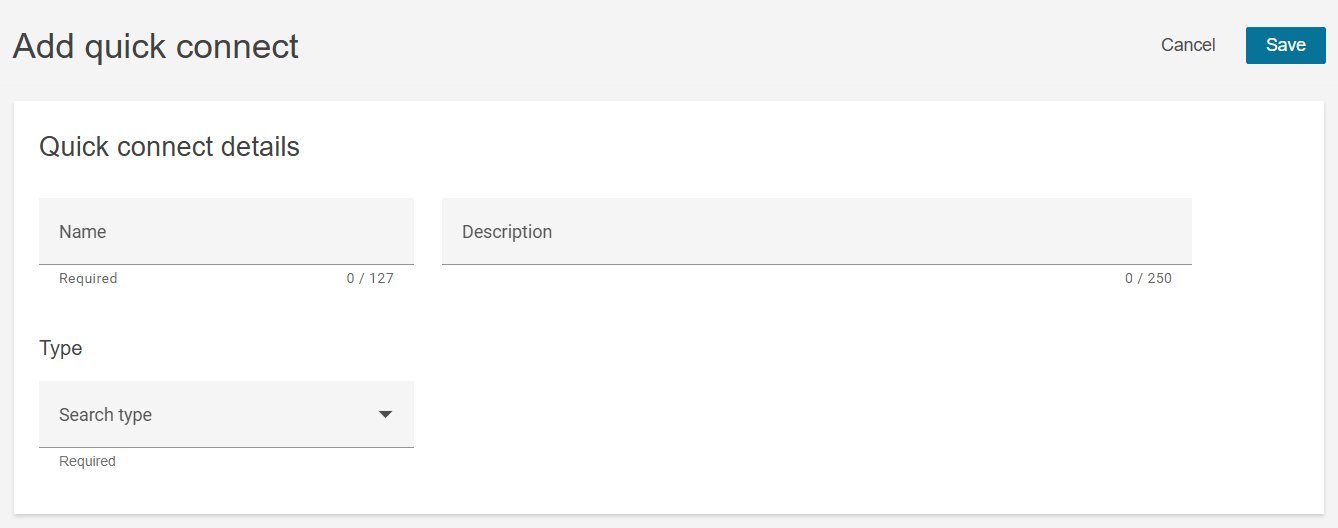 Add quick connect
Cancel
Save
Quick connect details
Name
Description
Required
0 / 127
0 / 250
Type
Search type
Required